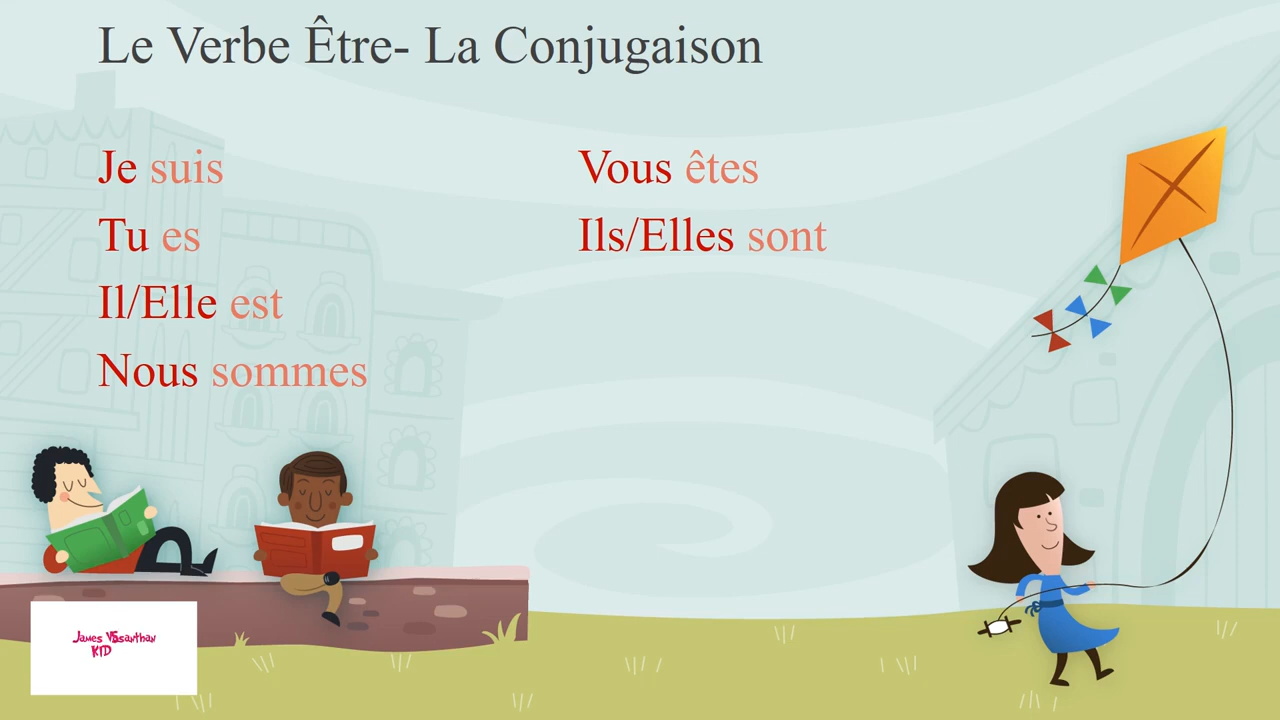 Le Verbe Être- La Conjugaison
Je suis
Tu es
Il/Elle est
Nous sommes
Vous êtes
Ils/Elles sont
James Vasanthan
KID